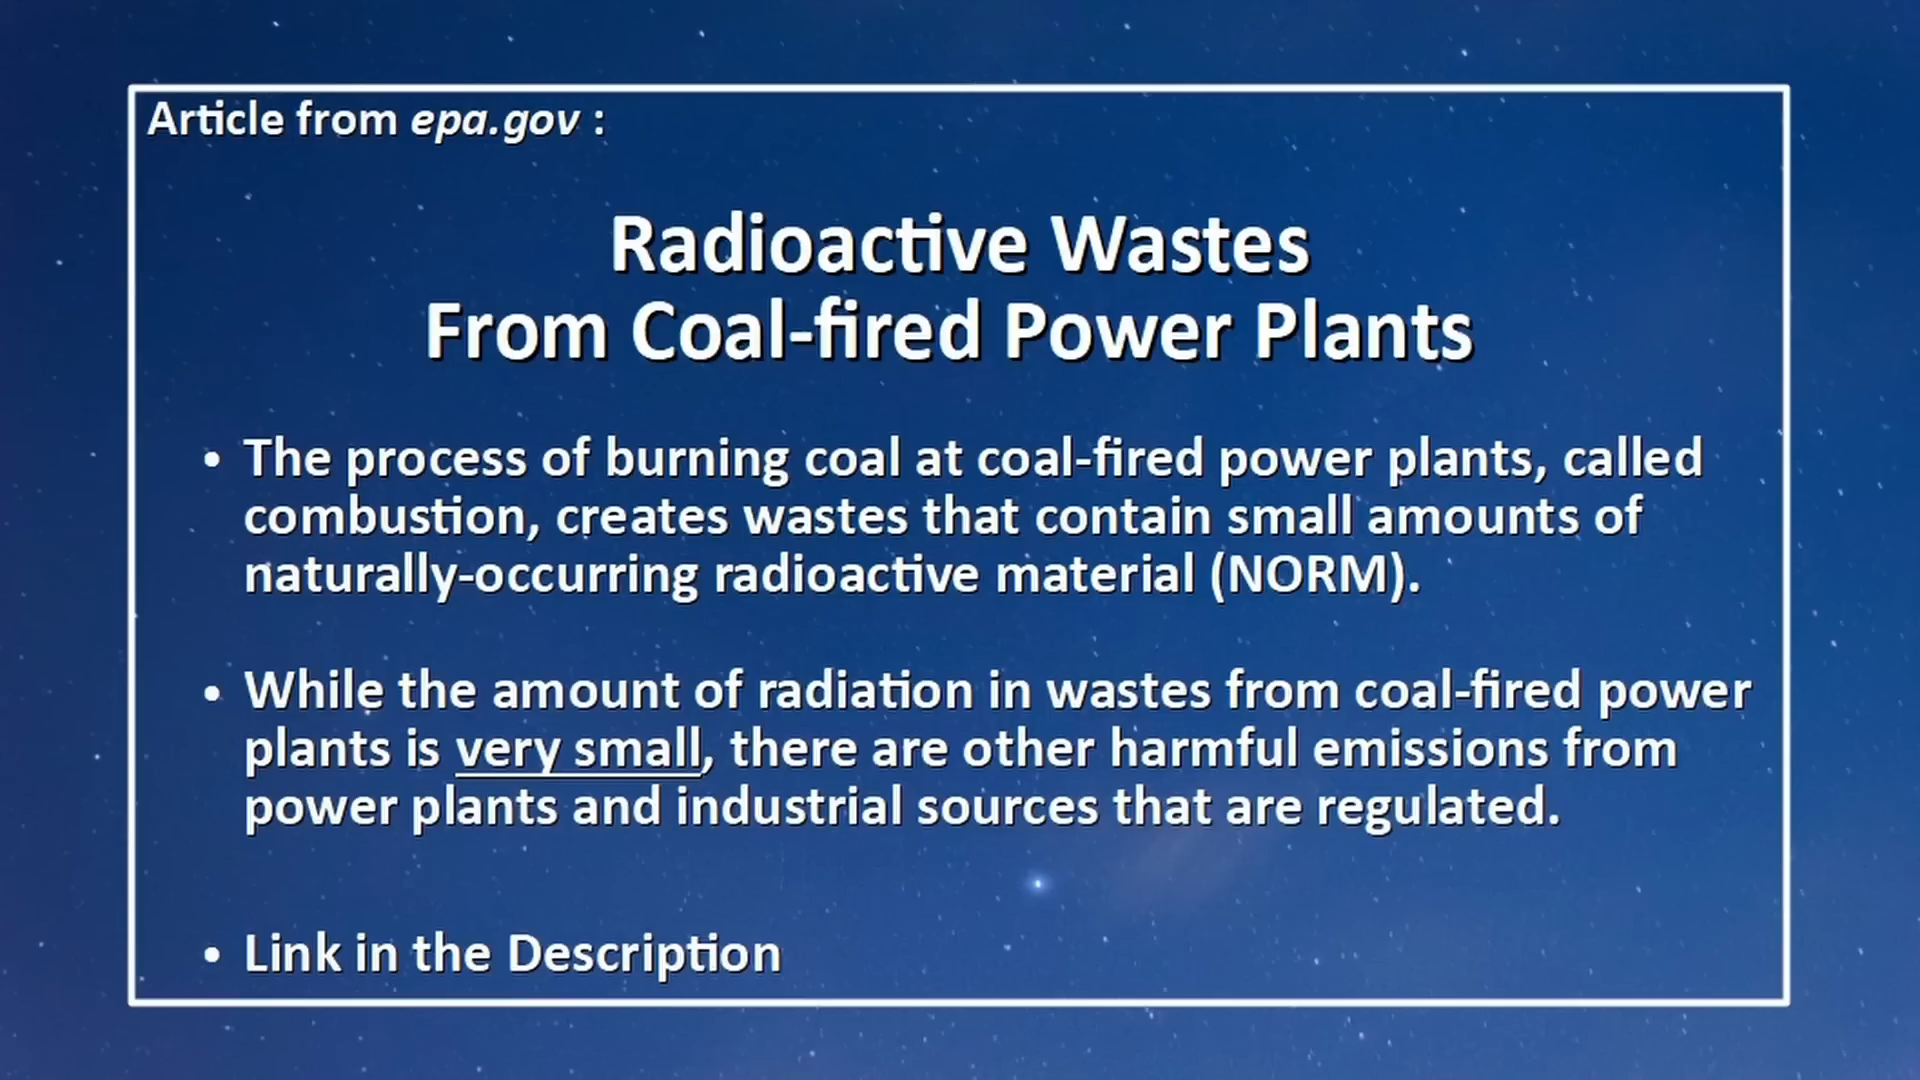 Article from epa.gov :
Radioactive Wastes
From Coal-fired Power Plants
• The process of burning coal at coal-fired power plants, called
combustion, creates wastes that contain small amounts of
naturally-occurring radioactive material (NORM).
• While the amount of radiation in wastes from coal-fired power
plants is very small, there are other harmful emissions from
power plants and industrial sources that are regulated.
• Link in the Description